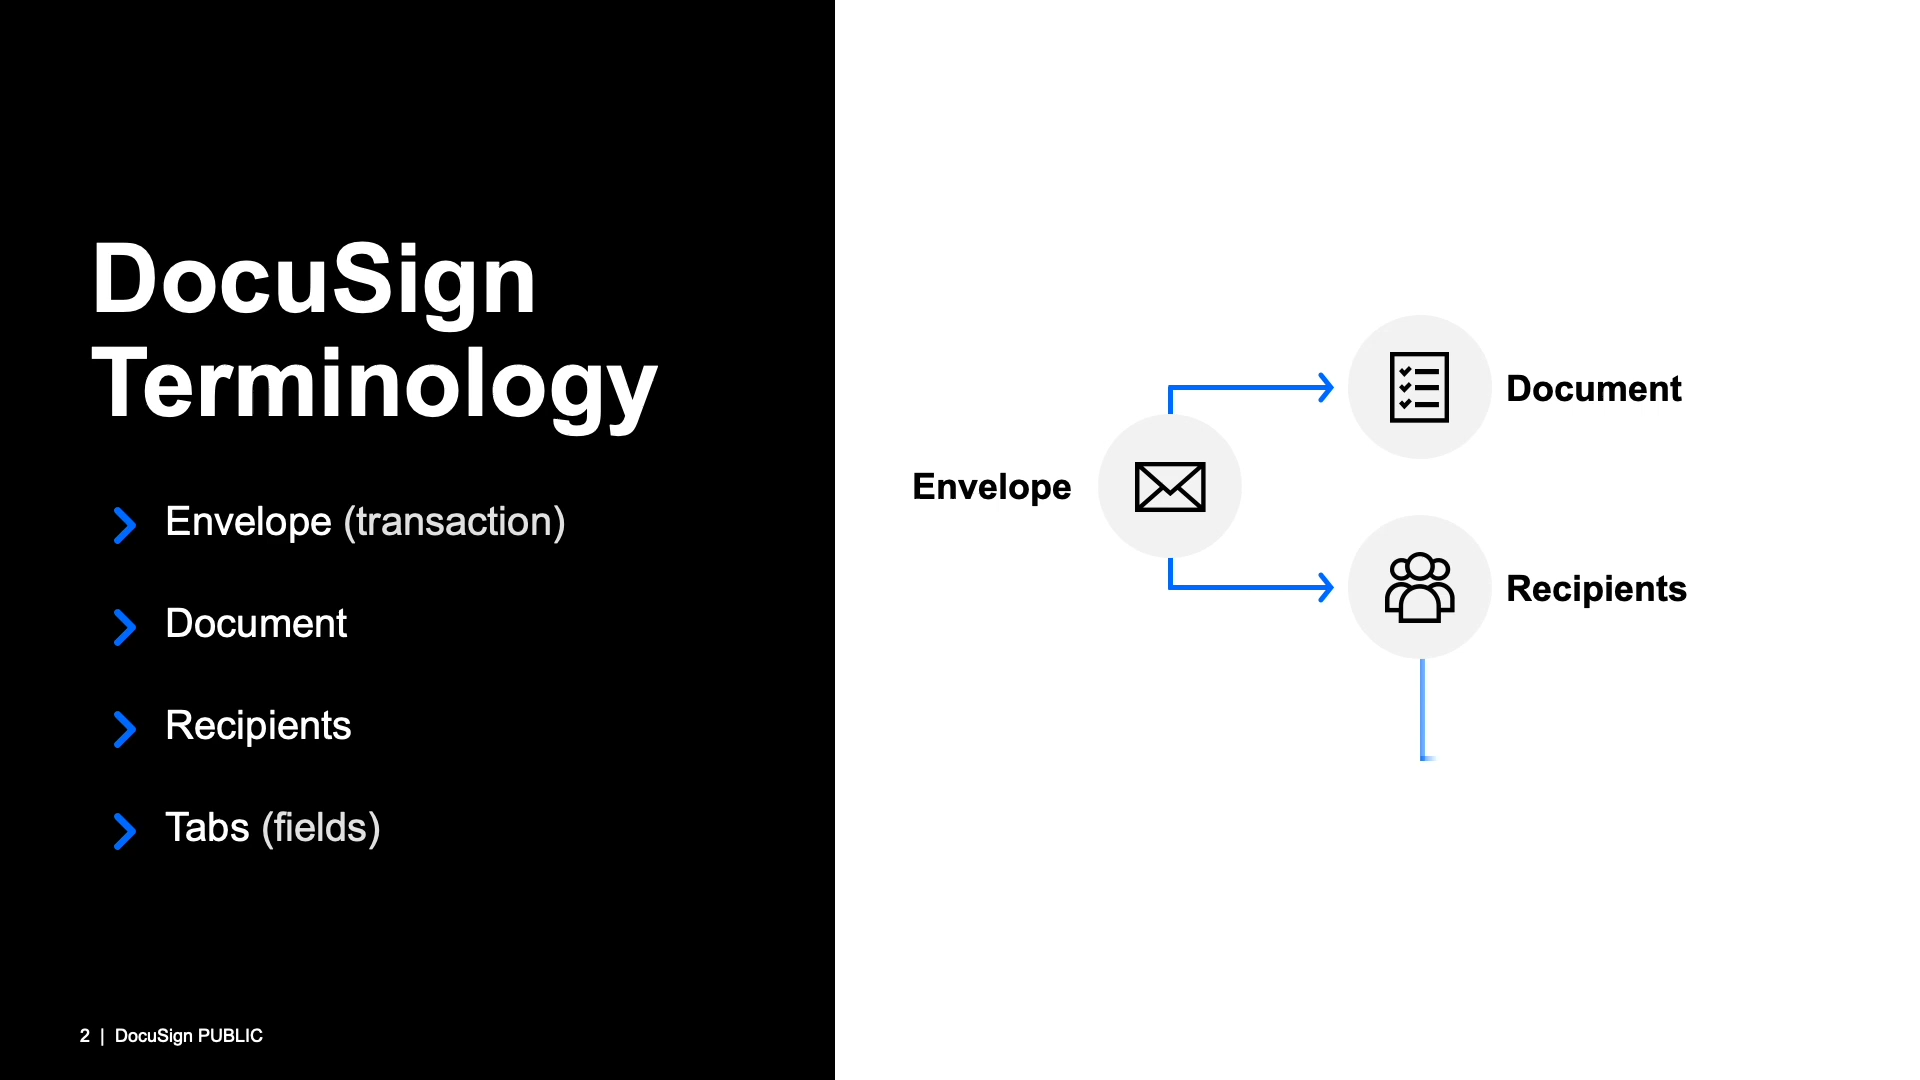 DocuSign
Terminology
Envelope (transaction)
Document
Recipients
Tabs (fields)
2 | DocuSign PUBLIC
Envelope
Document
Recipients